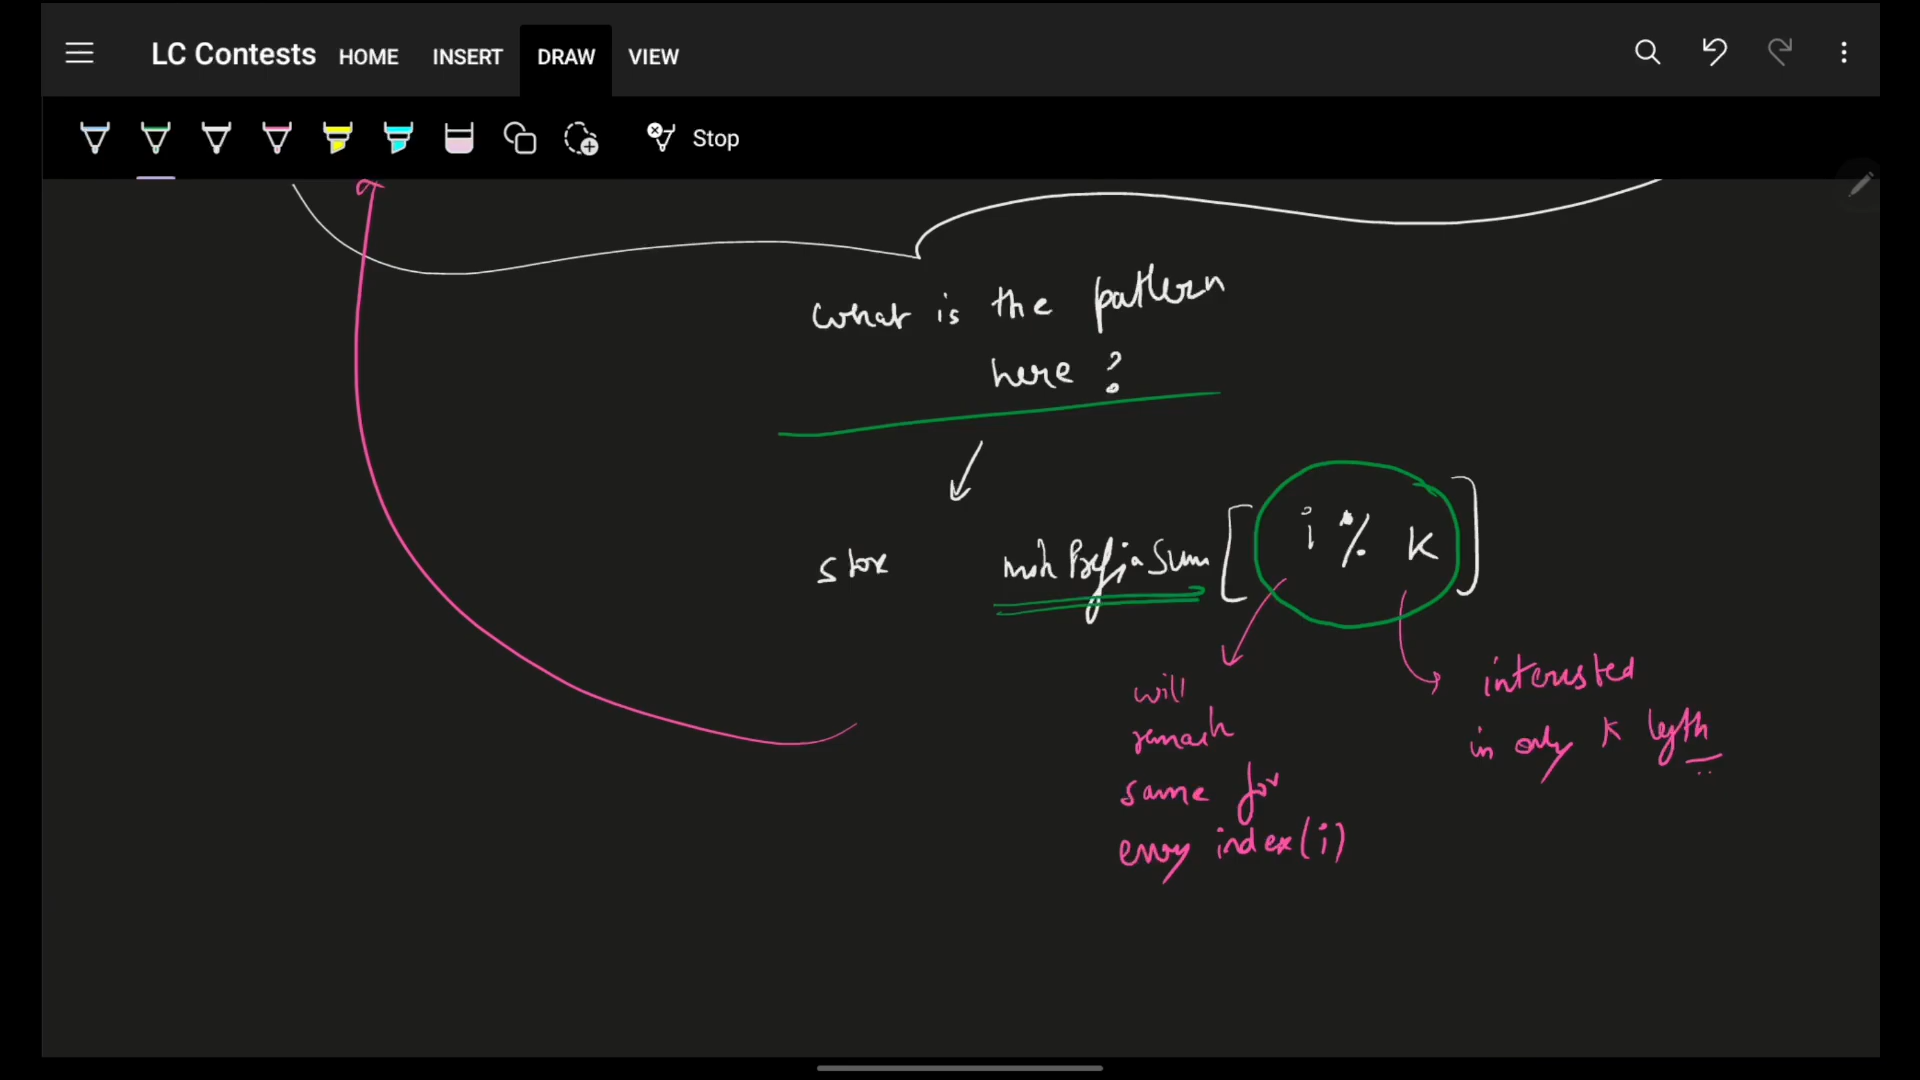 LC Contests HOME INSERT DRAW VIEW
Stop
What is the pattern
here ?
store minPrefixSum [ i % K ]
will
remain
same for
every index(i)
interested
in only K length